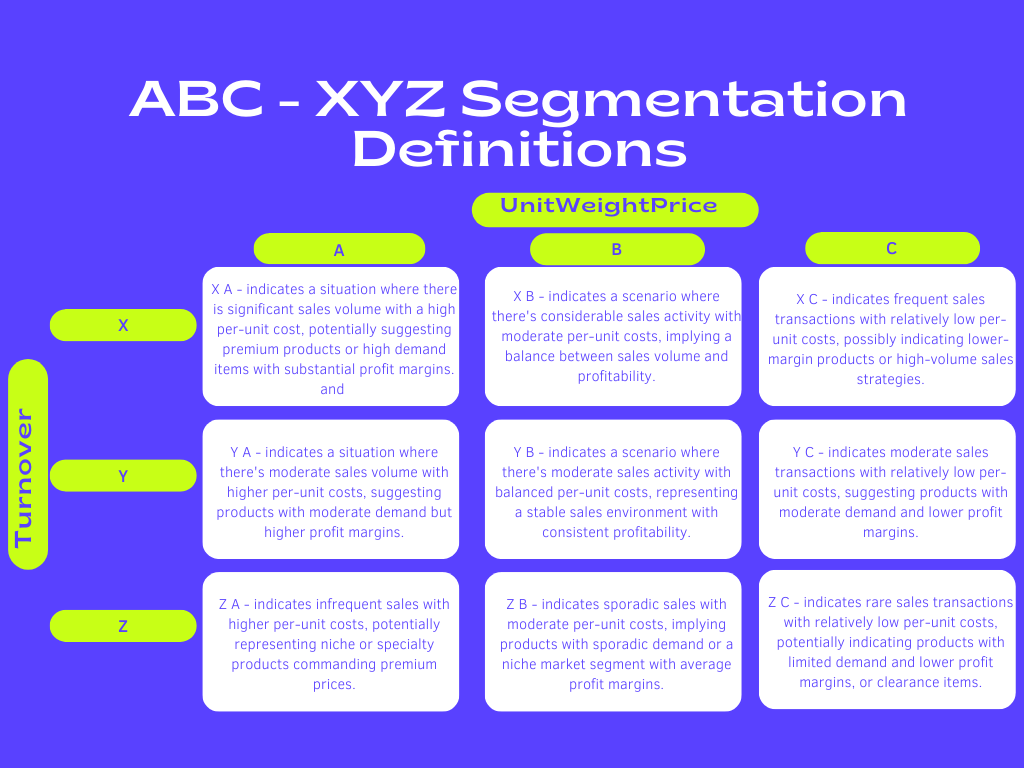 ABC - XYZ Segmentation
Definitions
UnitWeightPrice
A
B
C
Turnover
X
X A - indicates a situation where there
is significant sales volume with a high
per-unit cost, potentially suggesting
premium products or high demand
items with substantial profit margins.
and
X B - indicates a scenario where
there's considerable sales activity with
moderate per-unit costs, implying a
balance between sales volume and
profitability.
X C - indicates frequent sales
transactions with relatively low per-
unit costs, possibly indicating lower-
margin products or high-volume sales
strategies.
Y
Y A - indicates a situation where
there's moderate sales volume with
higher per-unit costs, suggesting
products with moderate demand but
higher profit margins.
Y B - indicates a scenario where
there's moderate sales activity with
balanced per-unit costs, representing
a stable sales environment with
consistent profitability.
Y C - indicates moderate sales
transactions with relatively low per-
unit costs, suggesting products with
moderate demand and lower profit
margins.
Z
Z A - indicates infrequent sales with
higher per-unit costs, potentially
representing niche or specialty
products commanding premium
prices.
Z B - indicates sporadic sales with
moderate per-unit costs, implying
products with sporadic demand or a
niche market segment with average
profit margins.
Z C - indicates rare sales transactions
with relatively low per-unit costs,
potentially indicating products with
limited demand and lower profit
margins, or clearance items.